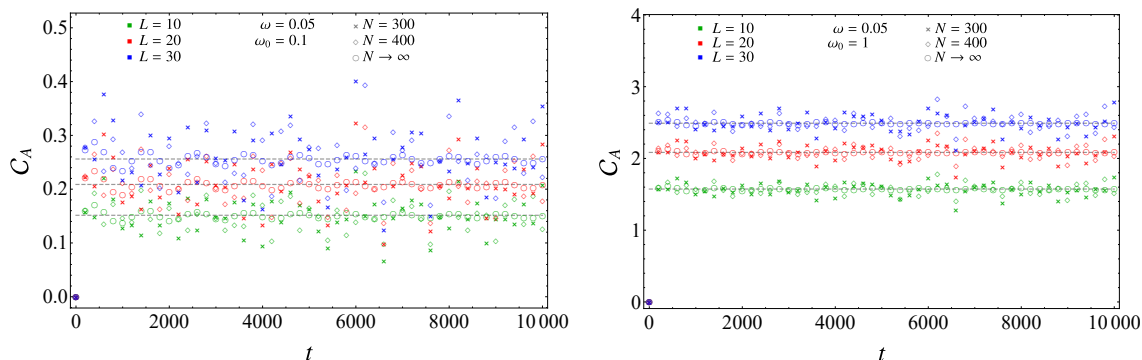 L = 10 ω = 0.05 × N = 300
L = 20 ω₀ = 0.1 ◇ N = 400
L = 30 ○ N → ∞
0.5
0.4
0.3
0.2
0.1
0.0
C_A
0 2000 4000 6000 8000 10 000
t
L = 10 ω = 0.05 × N = 300
L = 20 ω₀ = 1 ◇ N = 400
L = 30 ○ N → ∞
4
3
2
1
0
C_A
0 2000 4000 6000 8000 10 000
t